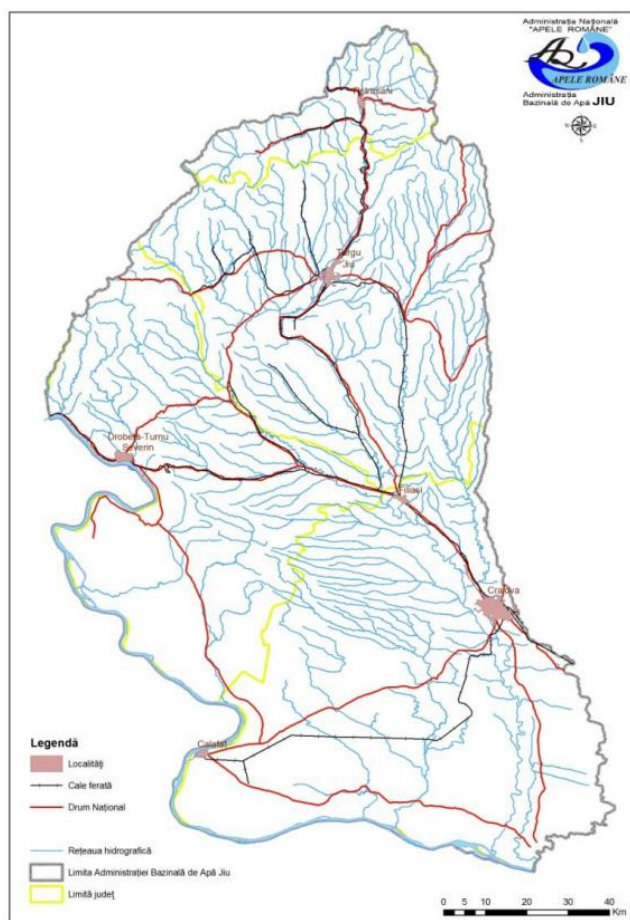 Administrația Națională
"APELE ROMÂNE"
APELE ROMÂNE
Administrația
Bazinală de Apă JIU
Petroșani
Târgu
Jiu
Drobeta-Turnu
Severin
Filiași
Craiova
Calafat
Legendă
Localități
Cale ferată
Drum Național
Rețeaua hidrografică
Limita Administrației Bazinală de Apă Jiu
Limită județ
0 5 10 20 30 40
Km